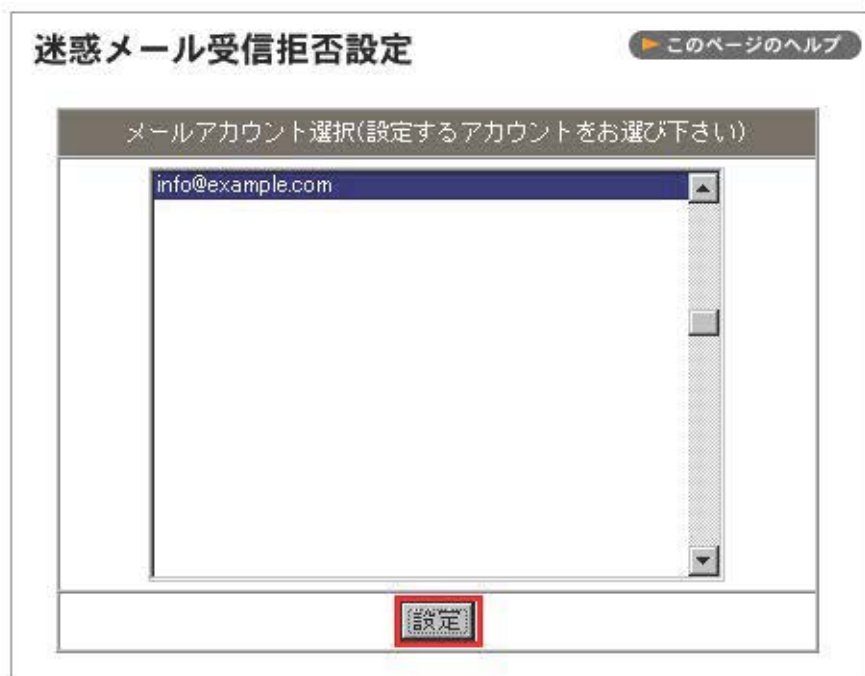 迷惑メール受信拒否設定
このページのヘルプ
メールアカウント選択(設定するアカウントをお選び下さい)
info@example.com
設定